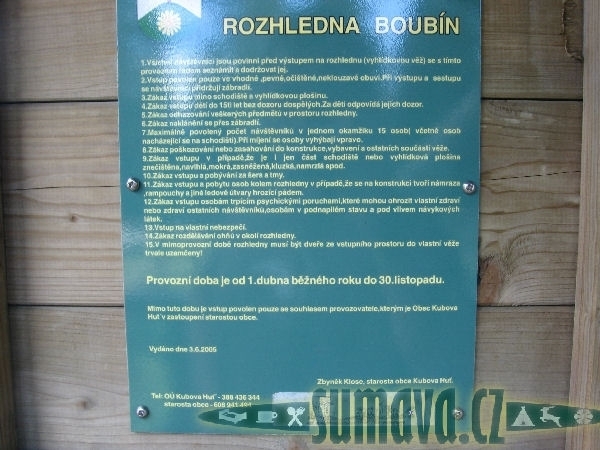 ROZHLEDNA BOUBÍN
1.Všichni návštěvníci jsou povinni před výstupem na rozhlednu (vyhlídkovou věž) se s tímto
provozním řádem seznámit a dodržovat jej.
2.Vstup povolen pouze ve vhodné ,pevné,očištěné,neklouzavé obuvi.Při výstupu a sestupu
se návštěvníci přidržují zábradlí.
3.Zákaz vstupu mimo schodiště a vyhlídkovou plošinu.
4.Zákaz vstupu dětí do 15ti let bez dozoru dospělých.Za děti odpovídá jejich dozor.
5.Zákaz odhazování veškerých předmětů v prostoru rozhledny.
6.Zákaz naklánění se přes zábradlí.
7.Maximálně povolený počet návštěvníků v jednom okamžiku 15 osob( včetně osob
nacházející se na schodišti).Při míjení se osoby vyhýbají vpravo.
8.Zákaz poškozování nebo zasahování do konstrukce,vybavení a ostatních součástí věže.
9.Zákaz vstupu v případě,že je i jen část schodiště nebo vyhlídková plošina
znečištěná,navlhlá,mokrá,zasněžená,kluzká,namrzlá apod.
10.Zákaz vstupu a pobývání za šera a tmy.
11.Zákaz vstupu a pobytu osob kolem rozhledny v případě,že se na konstrukci tvoří námraza
,rampouchy a jiné ledové útvary hrozící pádem.
12.Zákaz vstupu osobám trpícím psychickými poruchami,které mohou ohrozit vlastní zdraví
nebo zdraví ostatních návštěvníků,osobám v podnapilém stavu a pod vlivem návykových
látek.
13.Vstup na vlastní nebezpečí.
14.Zákaz rozdělávání ohňů v okolí rozhledny.
15.V mimoprovozní době rozhledny musí být dveře ze vstupního prostoru do vlastní věže
trvale uzamčeny!
Provozní doba je od 1.dubna běžného roku do 30.listopadu.
Mimo tuto dobu je vstup povolen pouze se souhlasem provozovatele,kterým je Obec Kubova
Huť v zastoupení starostou obce.
Vydáno dne 3.6.2005
Zbyněk Klose, starosta obce Kubova Huť.
Tel: OÚ Kubova Huť - 388 436 344
starosta obce - 608 941 484
sumava.cz